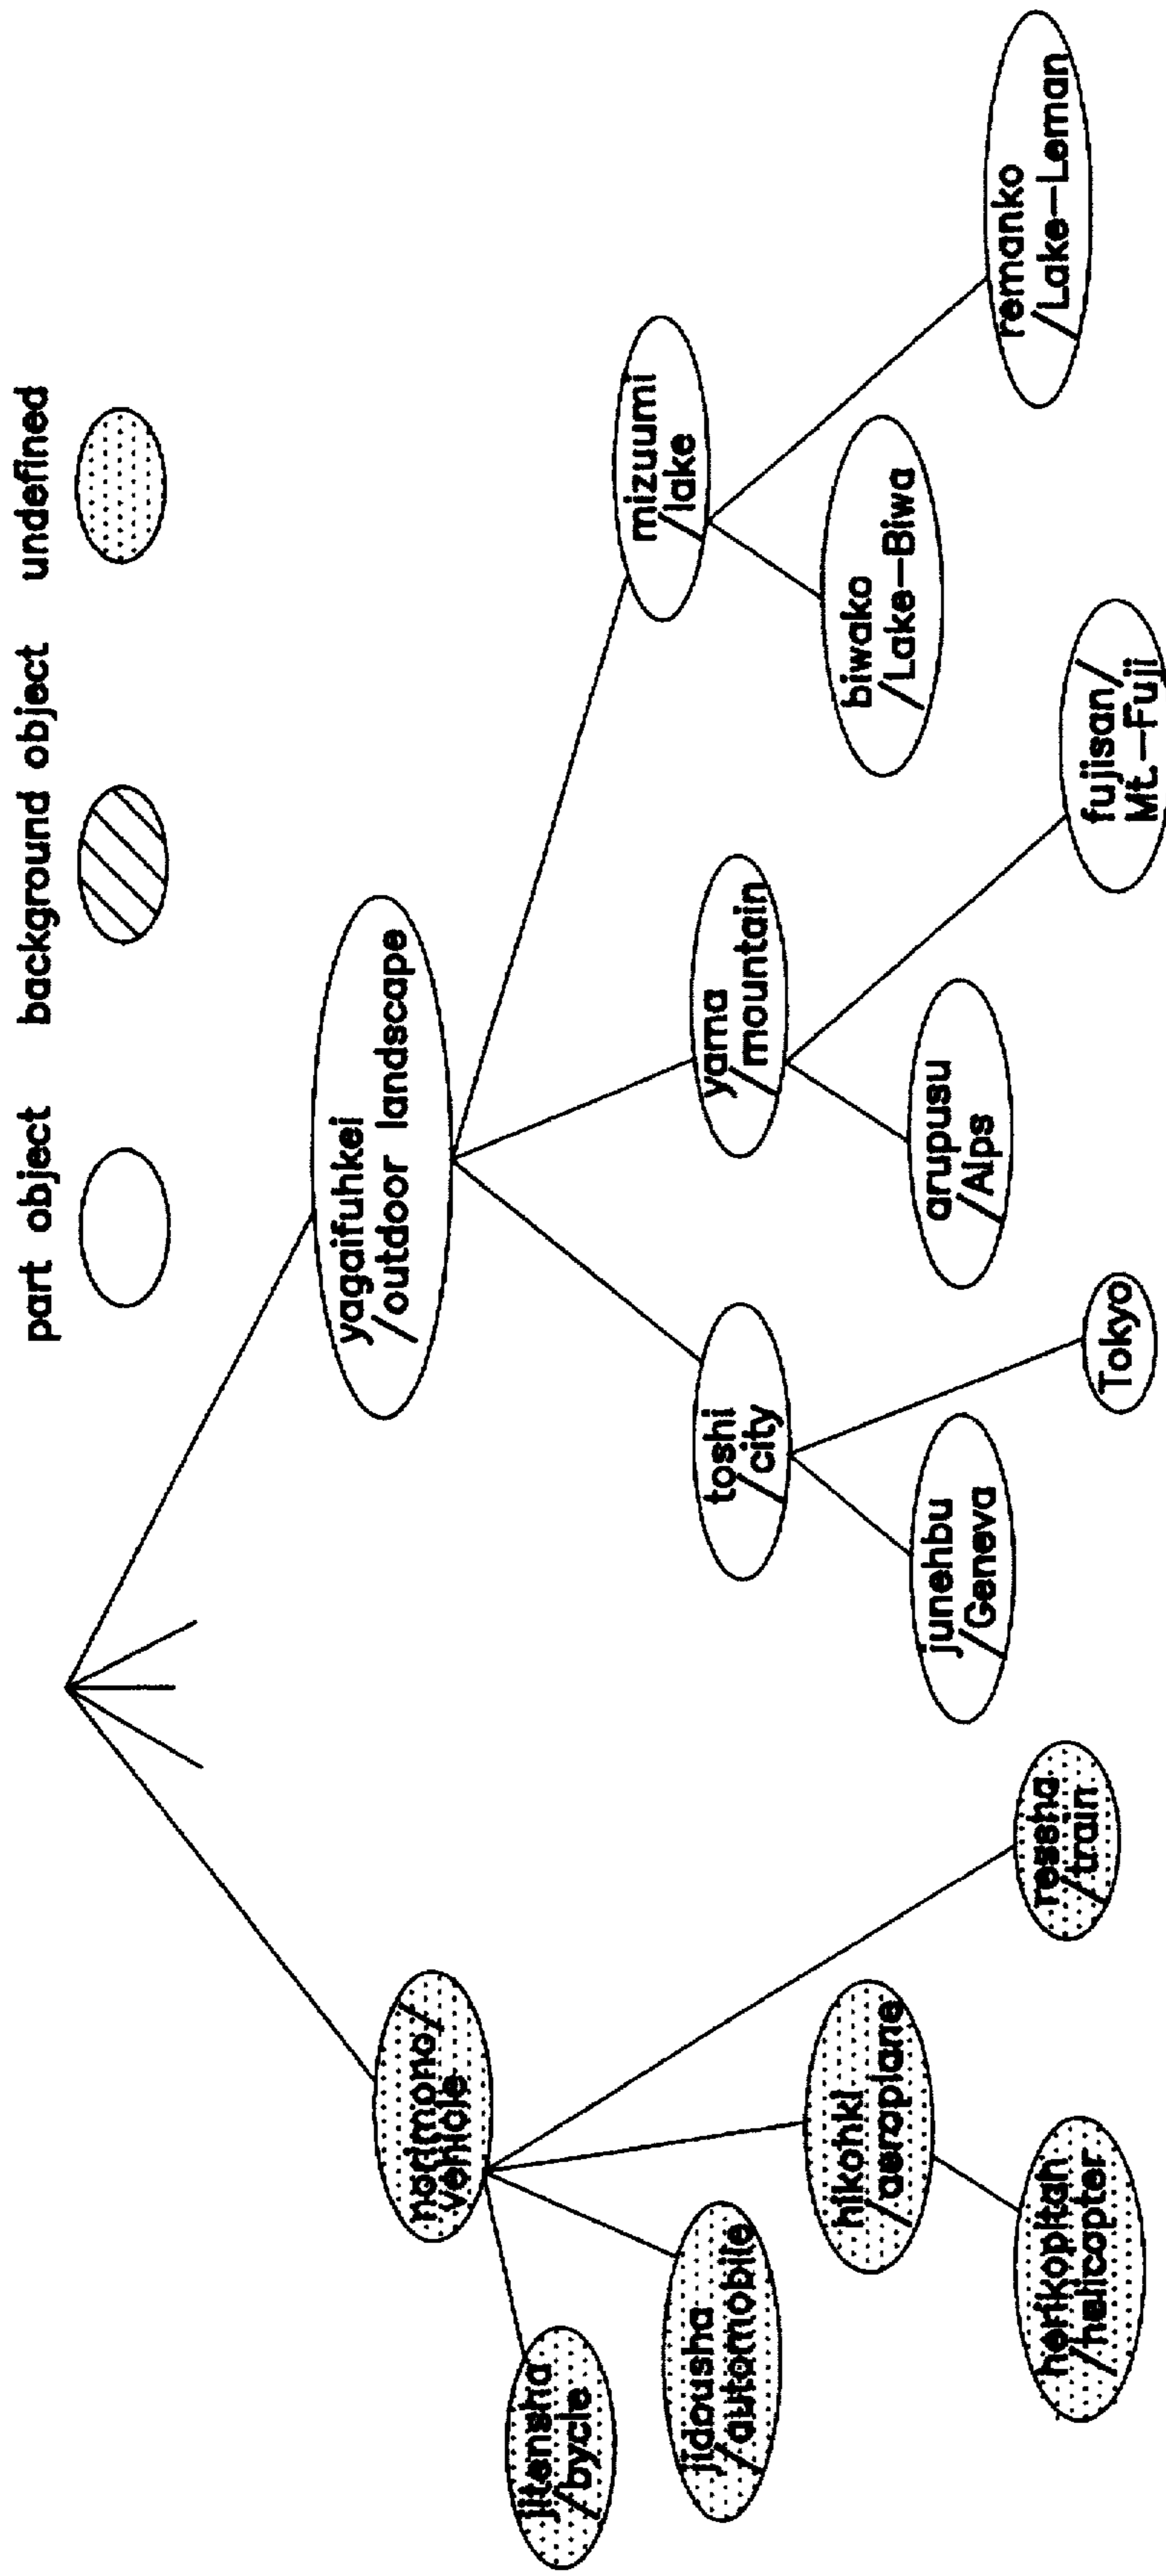 part object
background object
undefined
yagaifuhkei
/outdoor landscape
norimono/
vehicle
mizuumi
/lake
yama
/mountain
toshi
/city
jitensha
/bycle
jidousha
/automobile
hikohki
/aeroplane
ressha
/train
herikopitah
/helicopter
junehbu
/Geneva
Tokyo
arupusu
/Alps
fujisan/
Mt.-Fuji
biwako
/Lake-Biwa
remanko
/Lake-Leman